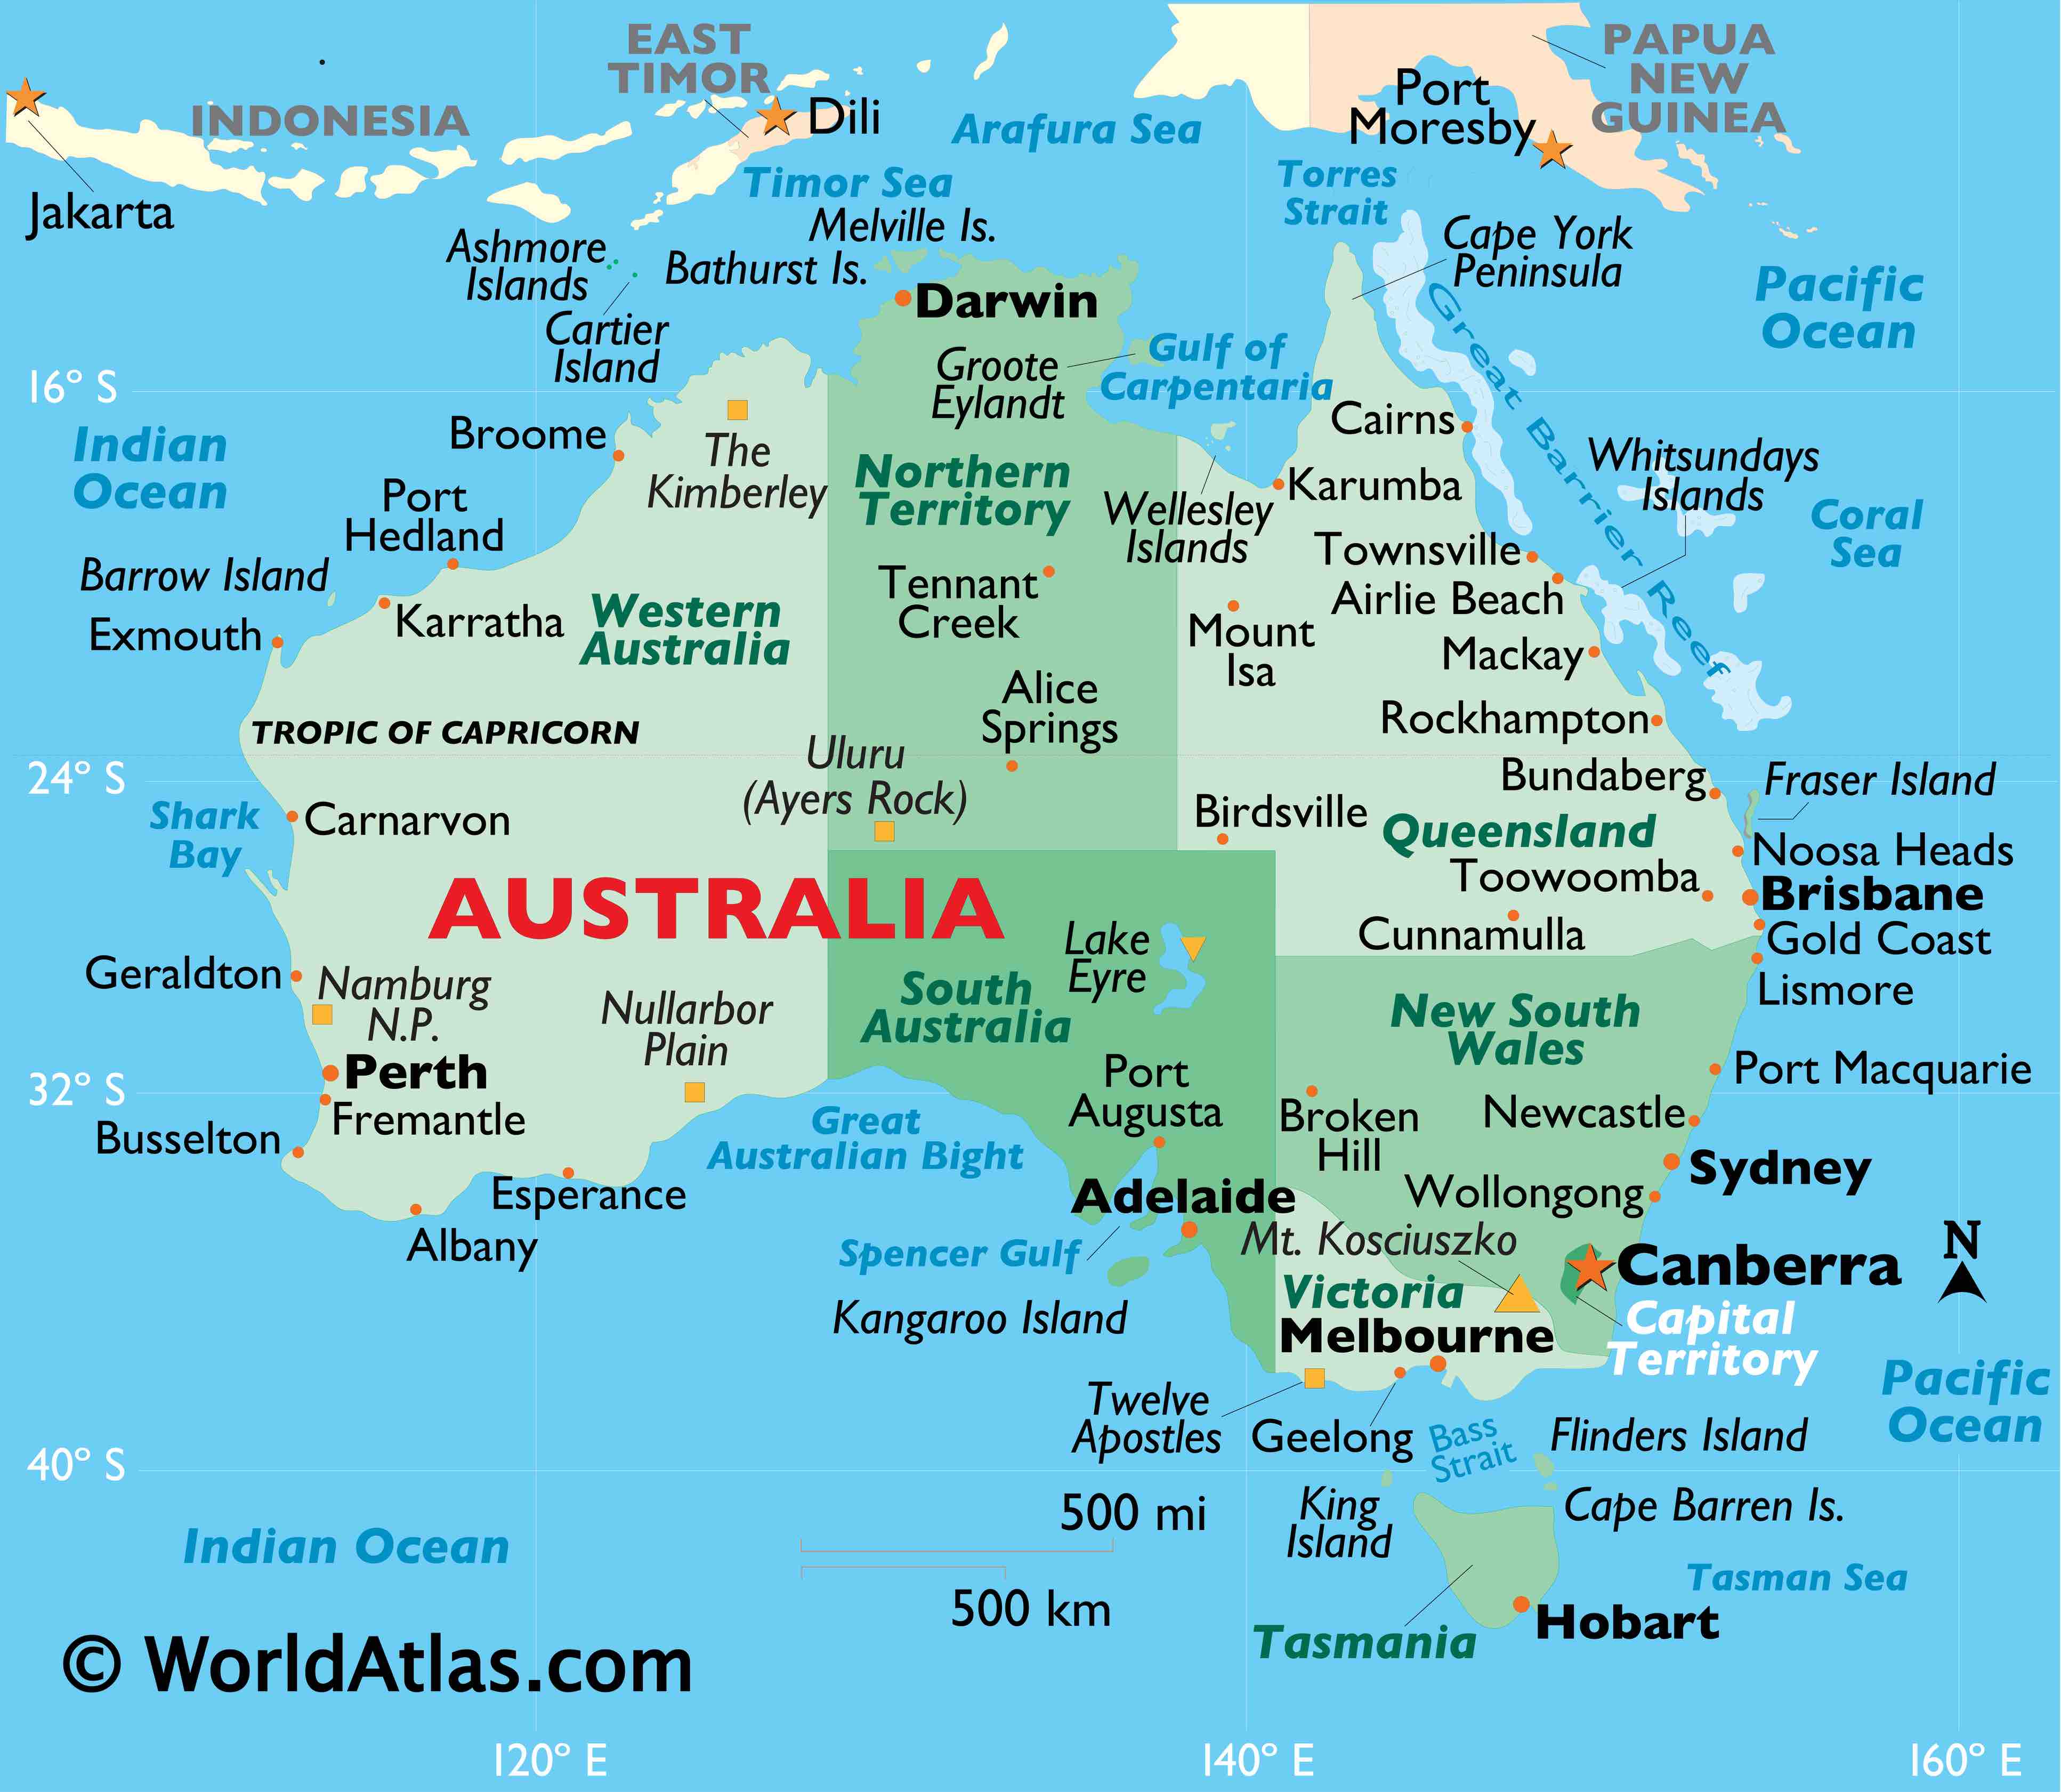 EAST
TIMOR
PAPUA
NEW
GUINEA
INDONESIA
Dili
Port
Moresby
Arafura Sea
Jakarta
Timor Sea
Torres
Strait
Melville Is.
Bathurst Is.
Ashmore
Islands
Cape York
Peninsula
Pacific
Ocean
Cartier
Island
Darwin
Groote
Eylandt
Gulf of
Carpentaria
Great Barrier Reef
16° S
Indian
Ocean
Broome
The
Kimberley
Northern
Territory
Cairns
Whitsundays
Islands
Port
Hedland
Wellesley
Islands
Karumba
Coral
Sea
Barrow Island
Townsville
Airlie Beach
Exmouth
Karratha
Western
Australia
Tennant
Creek
Mount
Isa
Mackay
Alice
Springs
Rockhampton
TROPIC OF CAPRICORN
Uluru
(Ayers Rock)
24° S
Bundaberg
Fraser Island
Shark
Bay
Carnarvon
Birdsville
Queensland
Noosa Heads
Toowoomba
Brisbane
AUSTRALIA
Cunnamulla
Gold Coast
Lake
Eyre
Geraldton
Namburg
N.P.
Nullarbor
Plain
South
Australia
New South
Wales
Lismore
Perth
32° S
Fremantle
Port
Augusta
Port Macquarie
Busselton
Great
Australian Bight
Broken
Hill
Newcastle
Sydney
Esperance
Adelaide
Wollongong
Albany
Spencer Gulf
Mt. Kosciuszko
Canberra
N
Kangaroo Island
Victoria
Melbourne
Capital
Territory
Pacific
Ocean
Twelve
Apostles
Geelong
Bass
Strait
Flinders Island
40° S
500 mi
King
Island
Cape Barren Is.
Indian Ocean
Tasman Sea
500 km
Hobart
Tasmania
© WorldAtlas.com
120° E
140° E
160° E